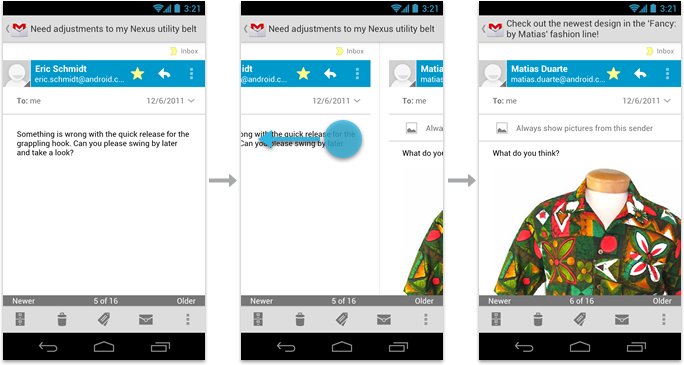 3:21
Need adjustments to my Nexus utility belt
Inbox
Eric Schmidt
eric.schmidt@android.c...
To: me
12/6/2011
Something is wrong with the quick release for the
grappling hook. Can you please swing by later
and take a look?
Newer
5 of 16
Older
3:21
Need adjustments to my Nexus utility belt
Inbox
idt
idt@android.c...
Matia
matias
12/6/2011
To: me
ong with the quick release for the
Can you please swing by later
Alway
What do you
Newer
5 of 16
Older
3:21
Check out the newest design in the 'Fancy:
by Matias' fashion line!
Inbox
Matias Duarte
matias.duarte@android.c...
To: me
12/6/2011
Always show pictures from this sender
What do you think?
Newer
6 of 16
Older